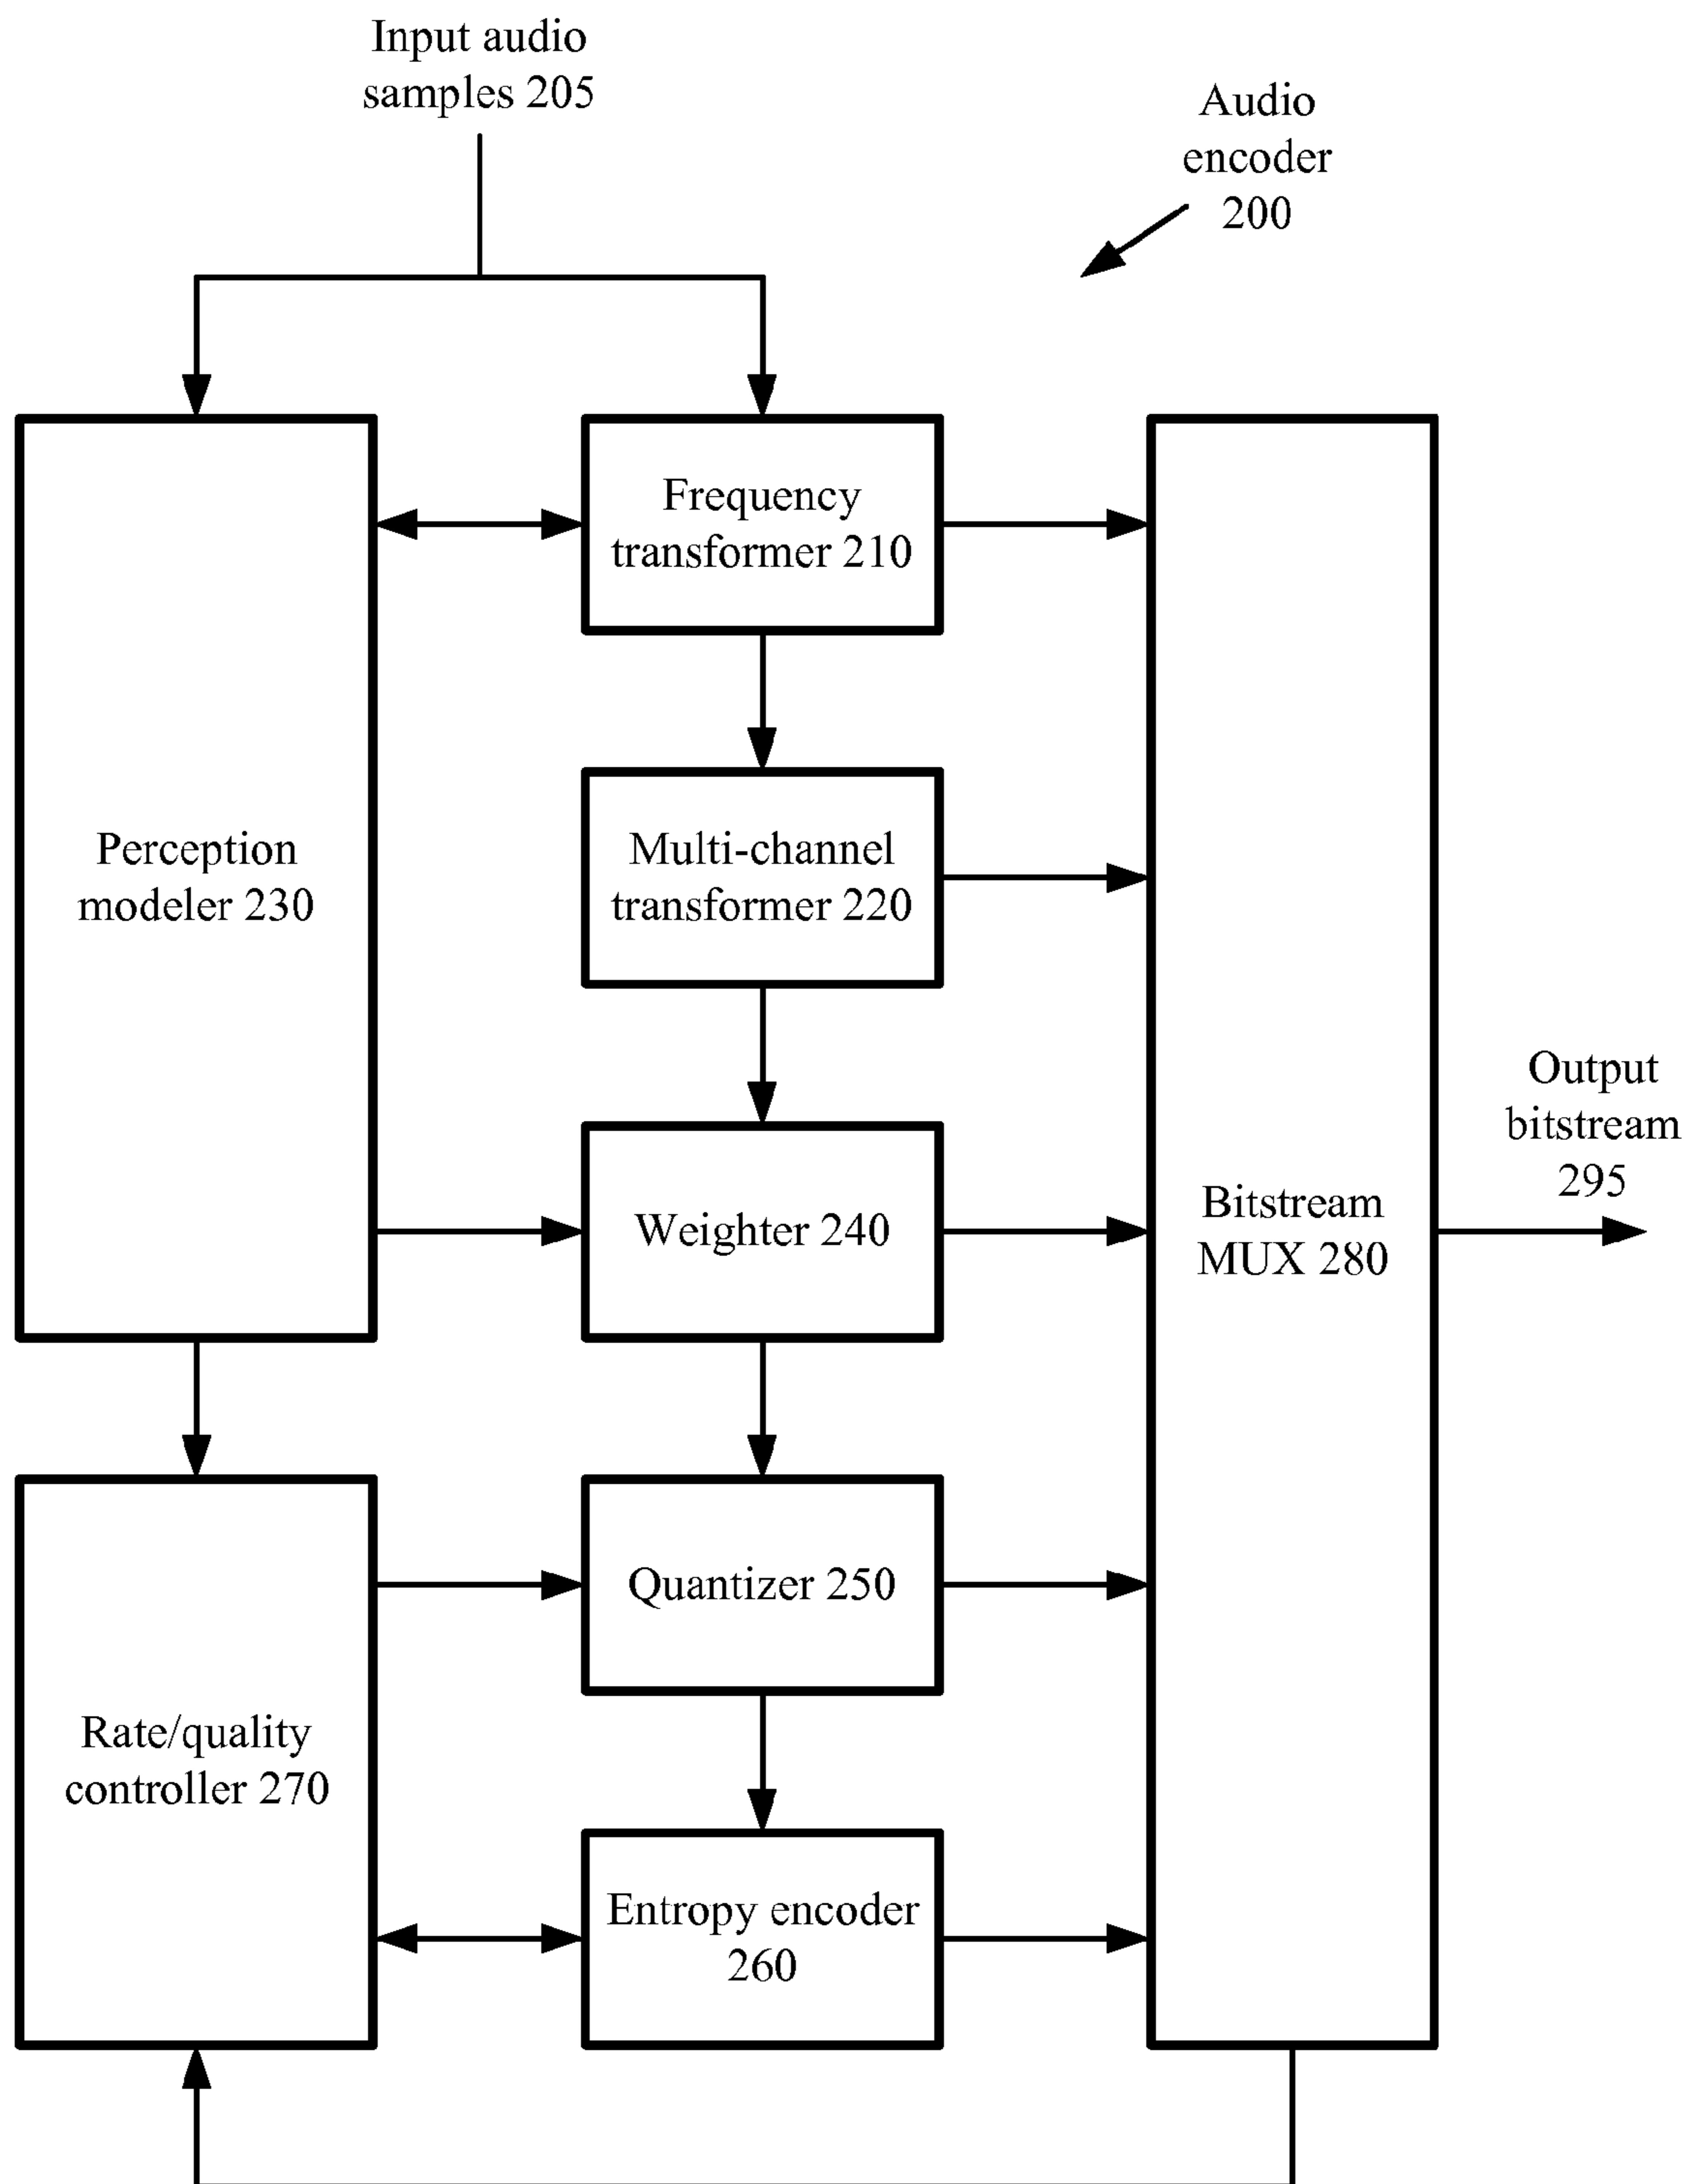 Input audio
samples 205
Audio
encoder
200
Frequency
transformer 210
Perception
modeler 230
Multi-channel
transformer 220
Output
bitstream
295
Weighter 240
Bitstream
MUX 280
Quantizer 250
Rate/quality
controller 270
Entropy encoder
260